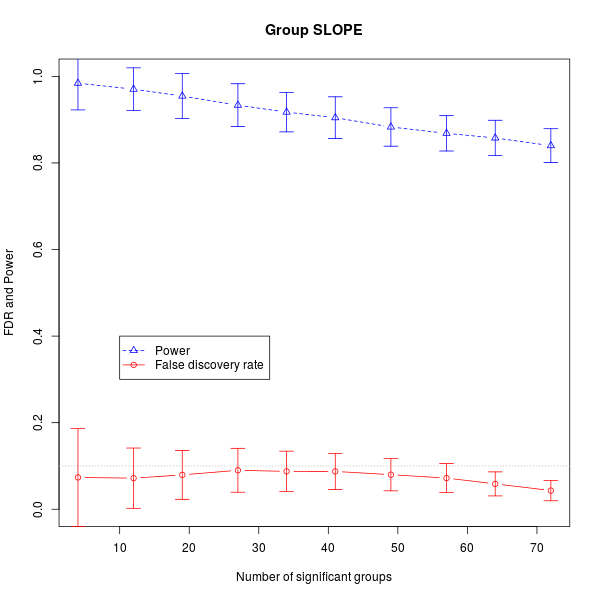 Group SLOPE
FDR and Power
1.0
0.8
0.6
0.4
0.2
0.0
Power
False discovery rate
10 20 30 40 50 60 70
Number of significant groups